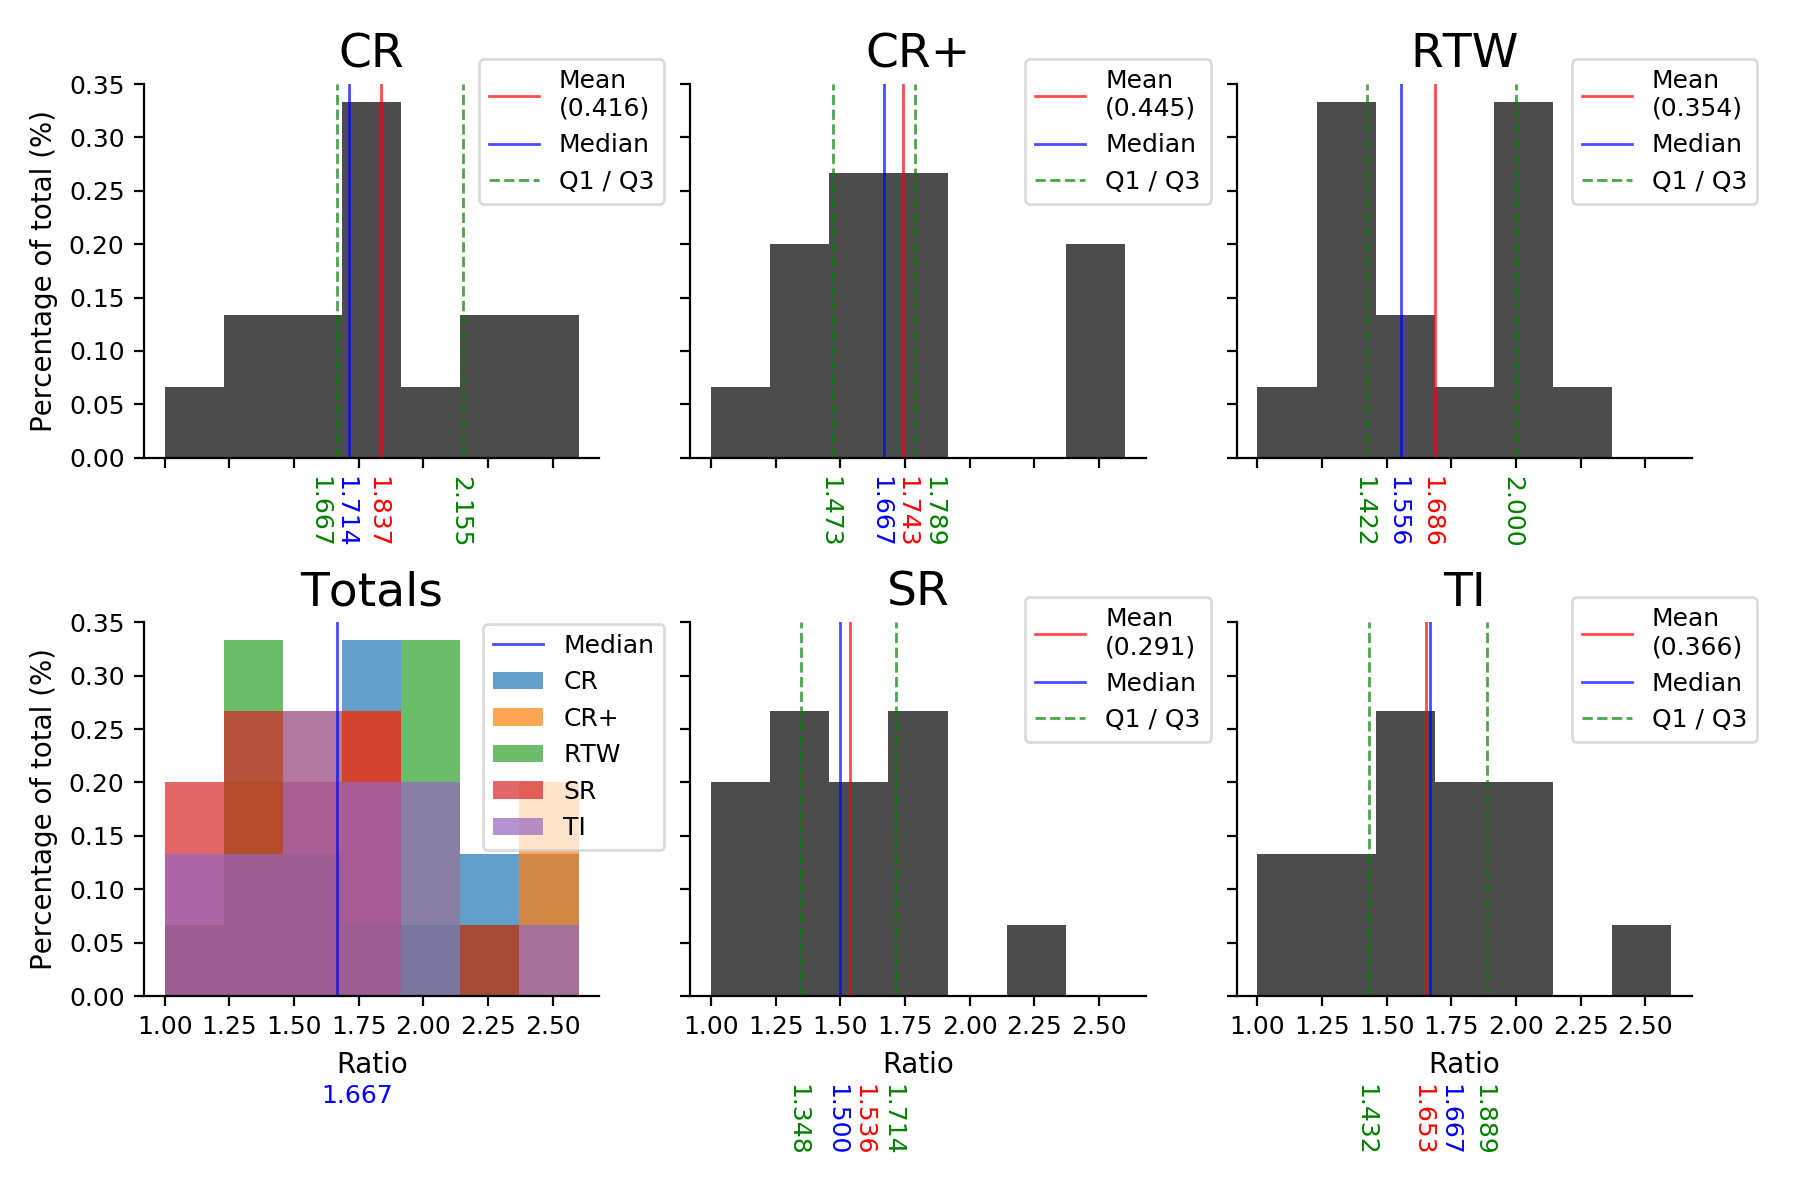 CR
Percentage of total (%)
0.35
0.30
0.25
0.20
0.15
0.10
0.05
0.00
Mean
(0.416)
Median
Q1 / Q3
1.667
1.714
1.837
2.155
CR+
Mean
(0.445)
Median
Q1 / Q3
1.473
1.667
1.743
1.789
RTW
Mean
(0.354)
Median
Q1 / Q3
1.422
1.556
1.686
2.000
Totals
Percentage of total (%)
0.35
0.30
0.25
0.20
0.15
0.10
0.05
0.00
Median
CR
CR+
RTW
SR
TI
1.00 1.25 1.50 1.75 2.00 2.25 2.50
Ratio
1.667
SR
Mean
(0.291)
Median
Q1 / Q3
1.00 1.25 1.50 1.75 2.00 2.25 2.50
Ratio
1.348
1.500
1.536
1.714
TI
Mean
(0.366)
Median
Q1 / Q3
1.00 1.25 1.50 1.75 2.00 2.25 2.50
Ratio
1.432
1.653
1.667
1.889